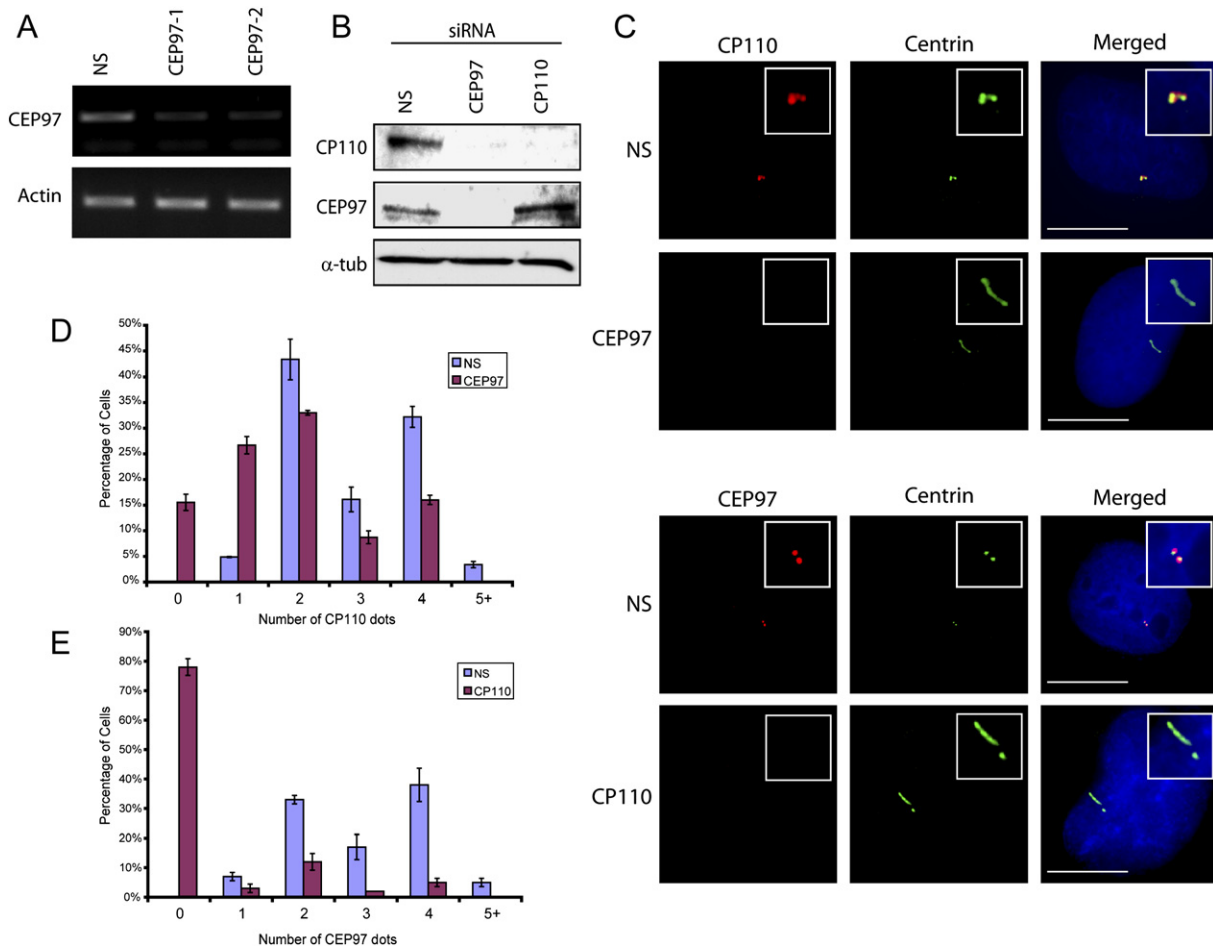 A
NS
CEP97-1
CEP97-2
CEP97
Actin
B
siRNA
NS
CEP97
CP110
CP110
CEP97
α-tub
C
CP110
Centrin
Merged
NS
CEP97
CEP97
Centrin
Merged
NS
CP110
D
Percentage of Cells
50%
45%
40%
35%
30%
25%
20%
15%
10%
5%
0%
NS
CEP97
0 1 2 3 4 5+
Number of CP110 dots
E
Percentage of Cells
90%
80%
70%
60%
50%
40%
30%
20%
10%
0%
NS
CP110
0 1 2 3 4 5+
Number of CEP97 dots